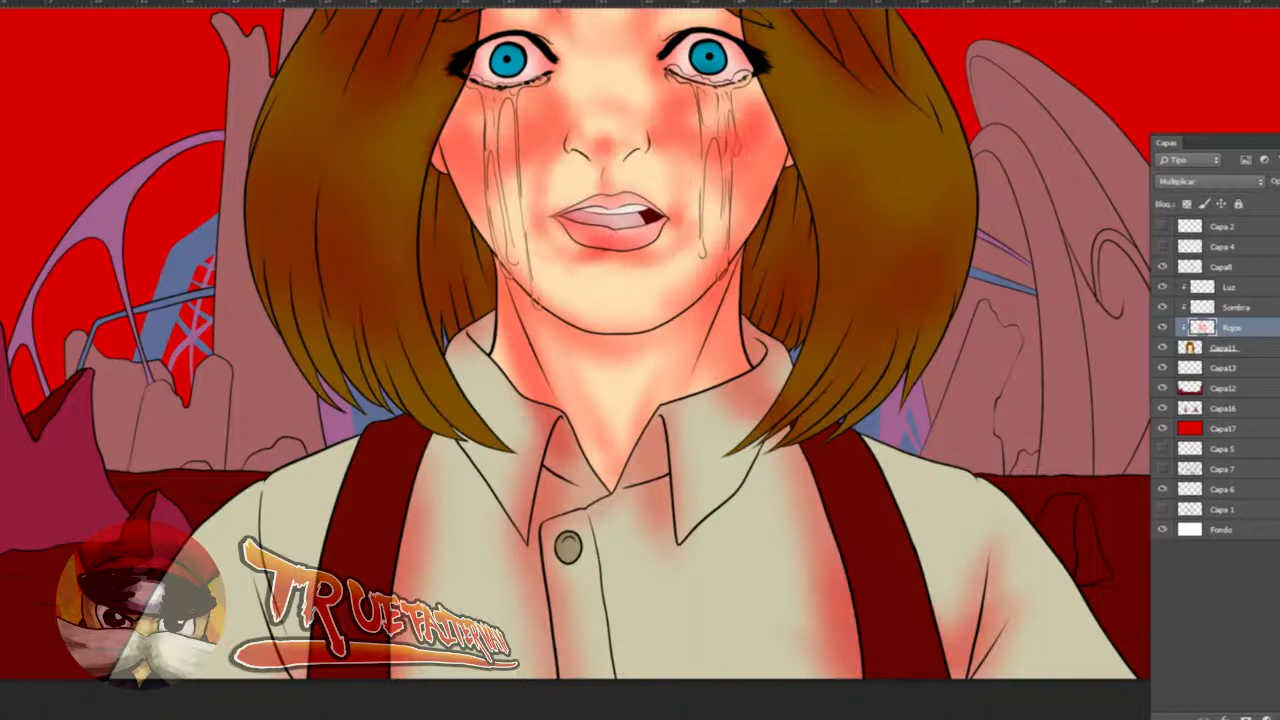 Capas
Tipo
Multiplicar
Bloq.:
Capa 2
Capa 4
Capa8
Luz
Sombra
Rojos
Capa11
Capa13
Capa12
Capa16
Capa17
Capa 5
Capa 7
Capa 6
Capa 1
Fondo
TRUEFAITERMAN